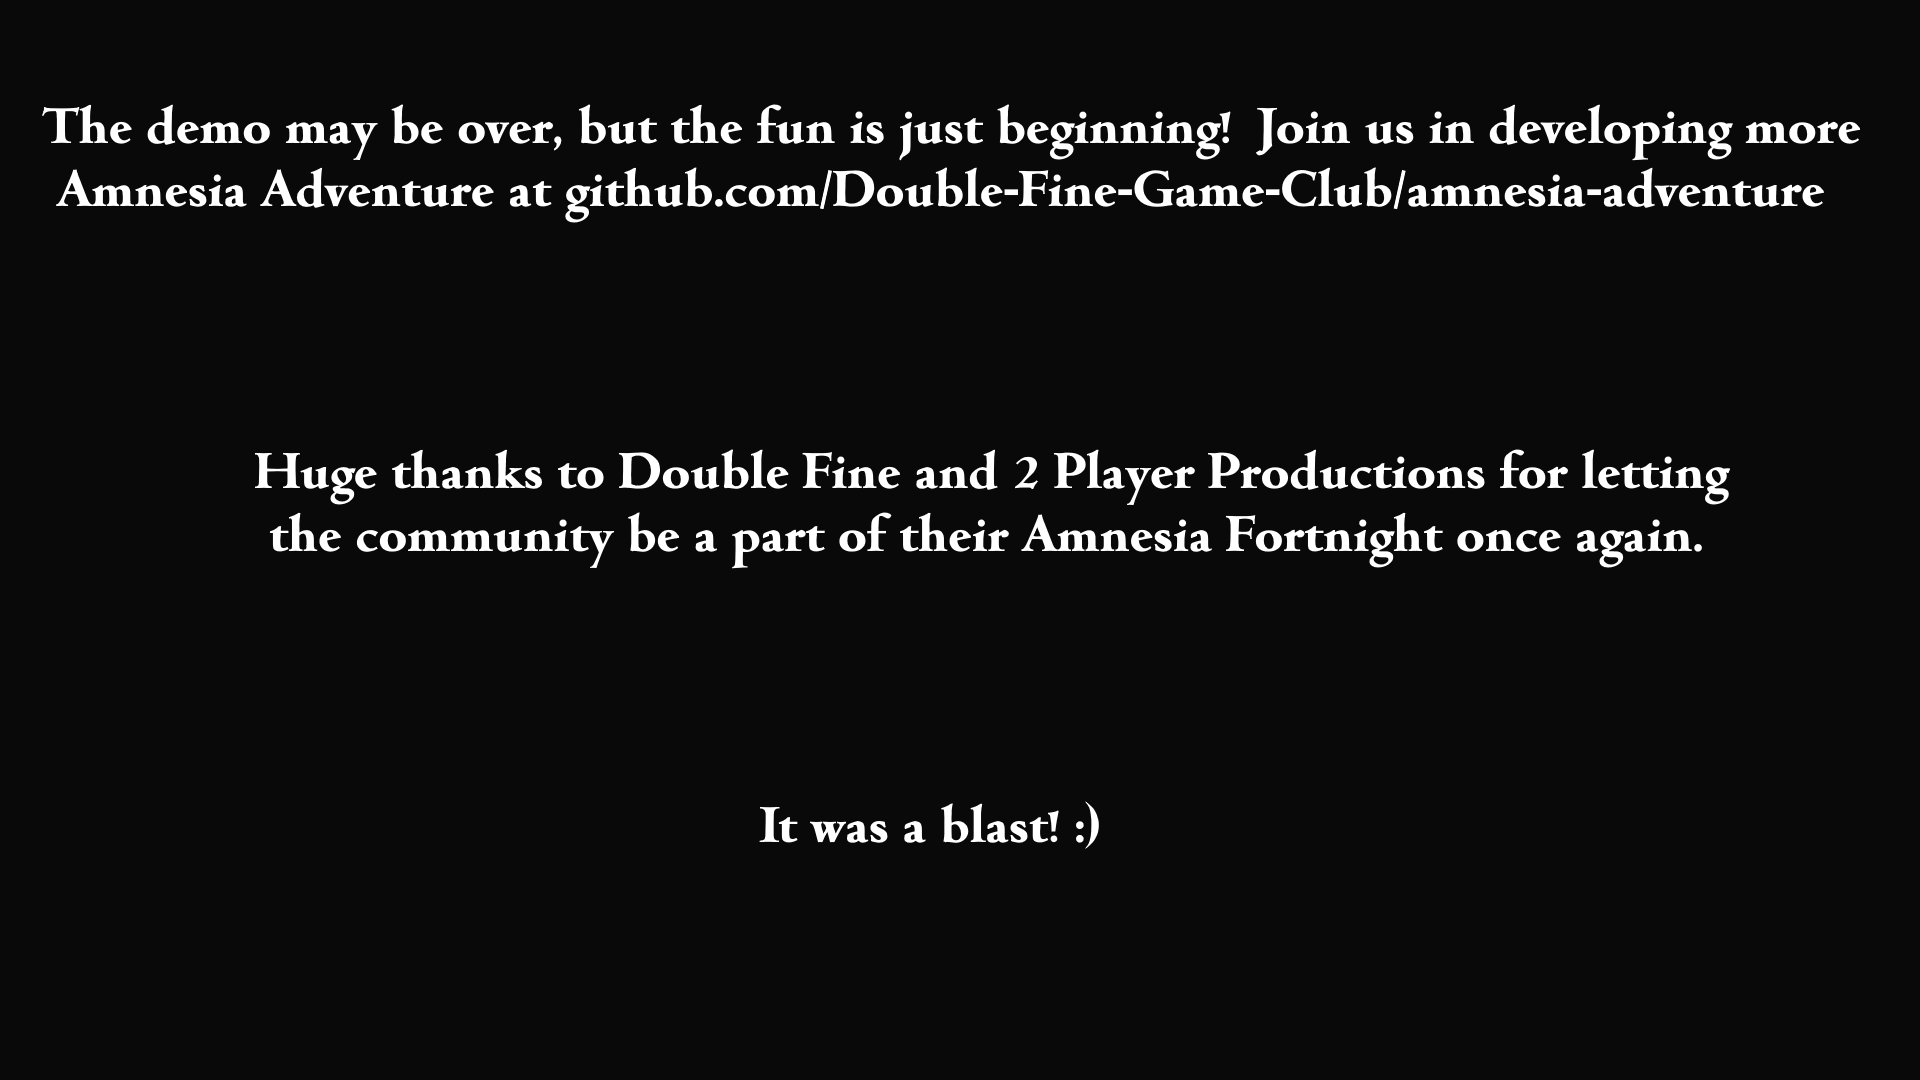 The demo may be over, but the fun is just beginning!  Join us in developing more
Amnesia Adventure at github.com/Double-Fine-Game-Club/amnesia-adventure
Huge thanks to Double Fine and 2 Player Productions for letting
the community be a part of their Amnesia Fortnight once again.
It was a blast! :)